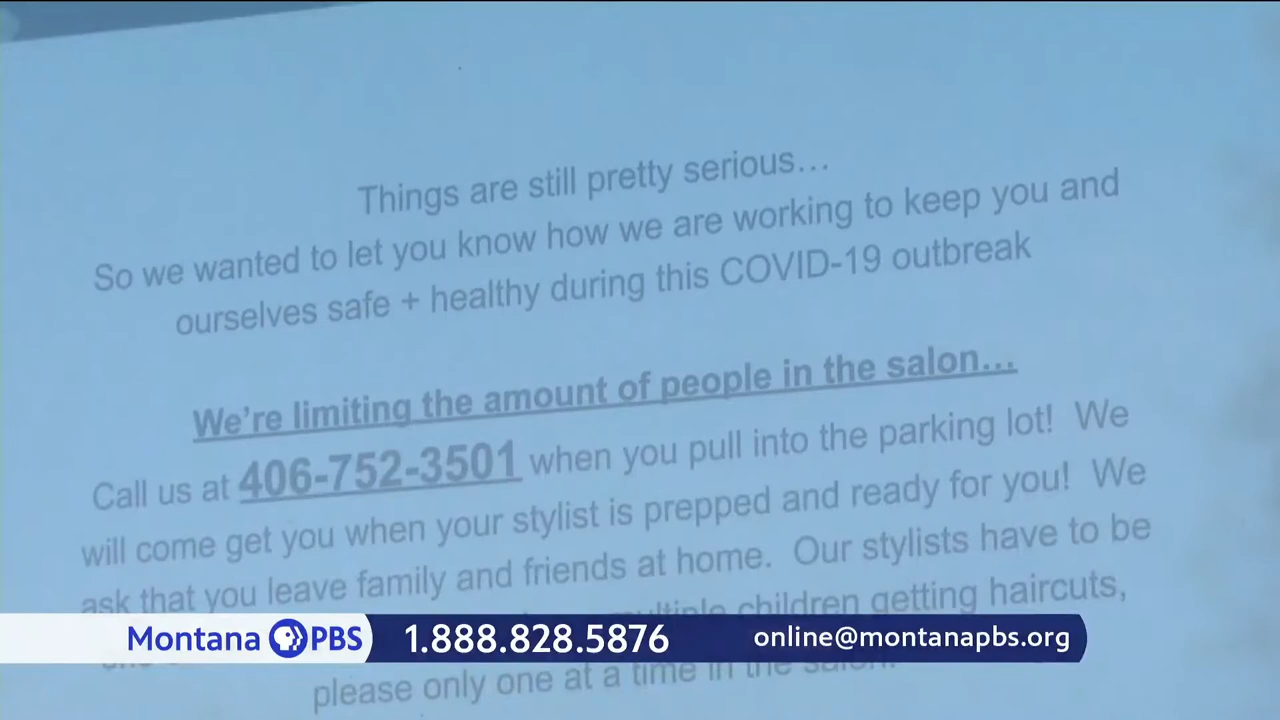 Things are still pretty serious...
So we wanted to let you know how we are working to keep you and
ourselves safe + healthy during this COVID-19 outbreak
We're limiting the amount of people in the salon...
Call us at 406-752-3501 when you pull into the parking lot! We
will come get you when your stylist is prepped and ready for you! We
ask that you leave family and friends at home. Our stylists have to be
multiple children getting haircuts,
please only one at a time in the salon.
Montana PBS 1.888.828.5876 online@montanapbs.org